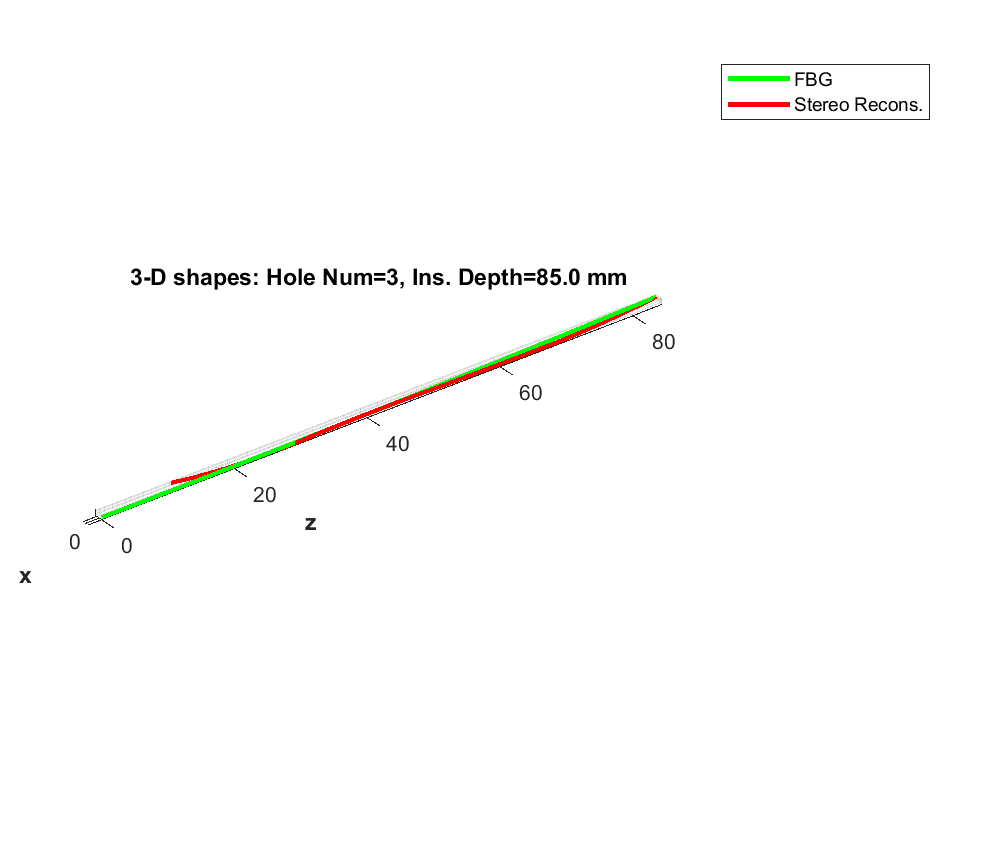 FBG
Stereo Recons.
3-D shapes: Hole Num=3, Ins. Depth=85.0 mm
80
60
40
20
z
0
0
x